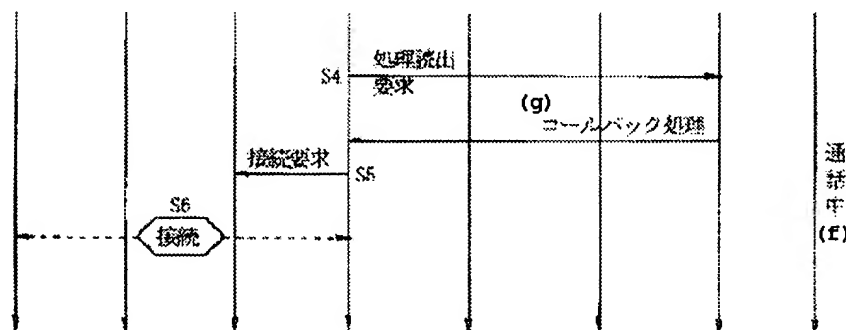 処理読出
S4
要求
(g)
コールバック処理
接続要求
S5
通話中
(f)
S6
接続